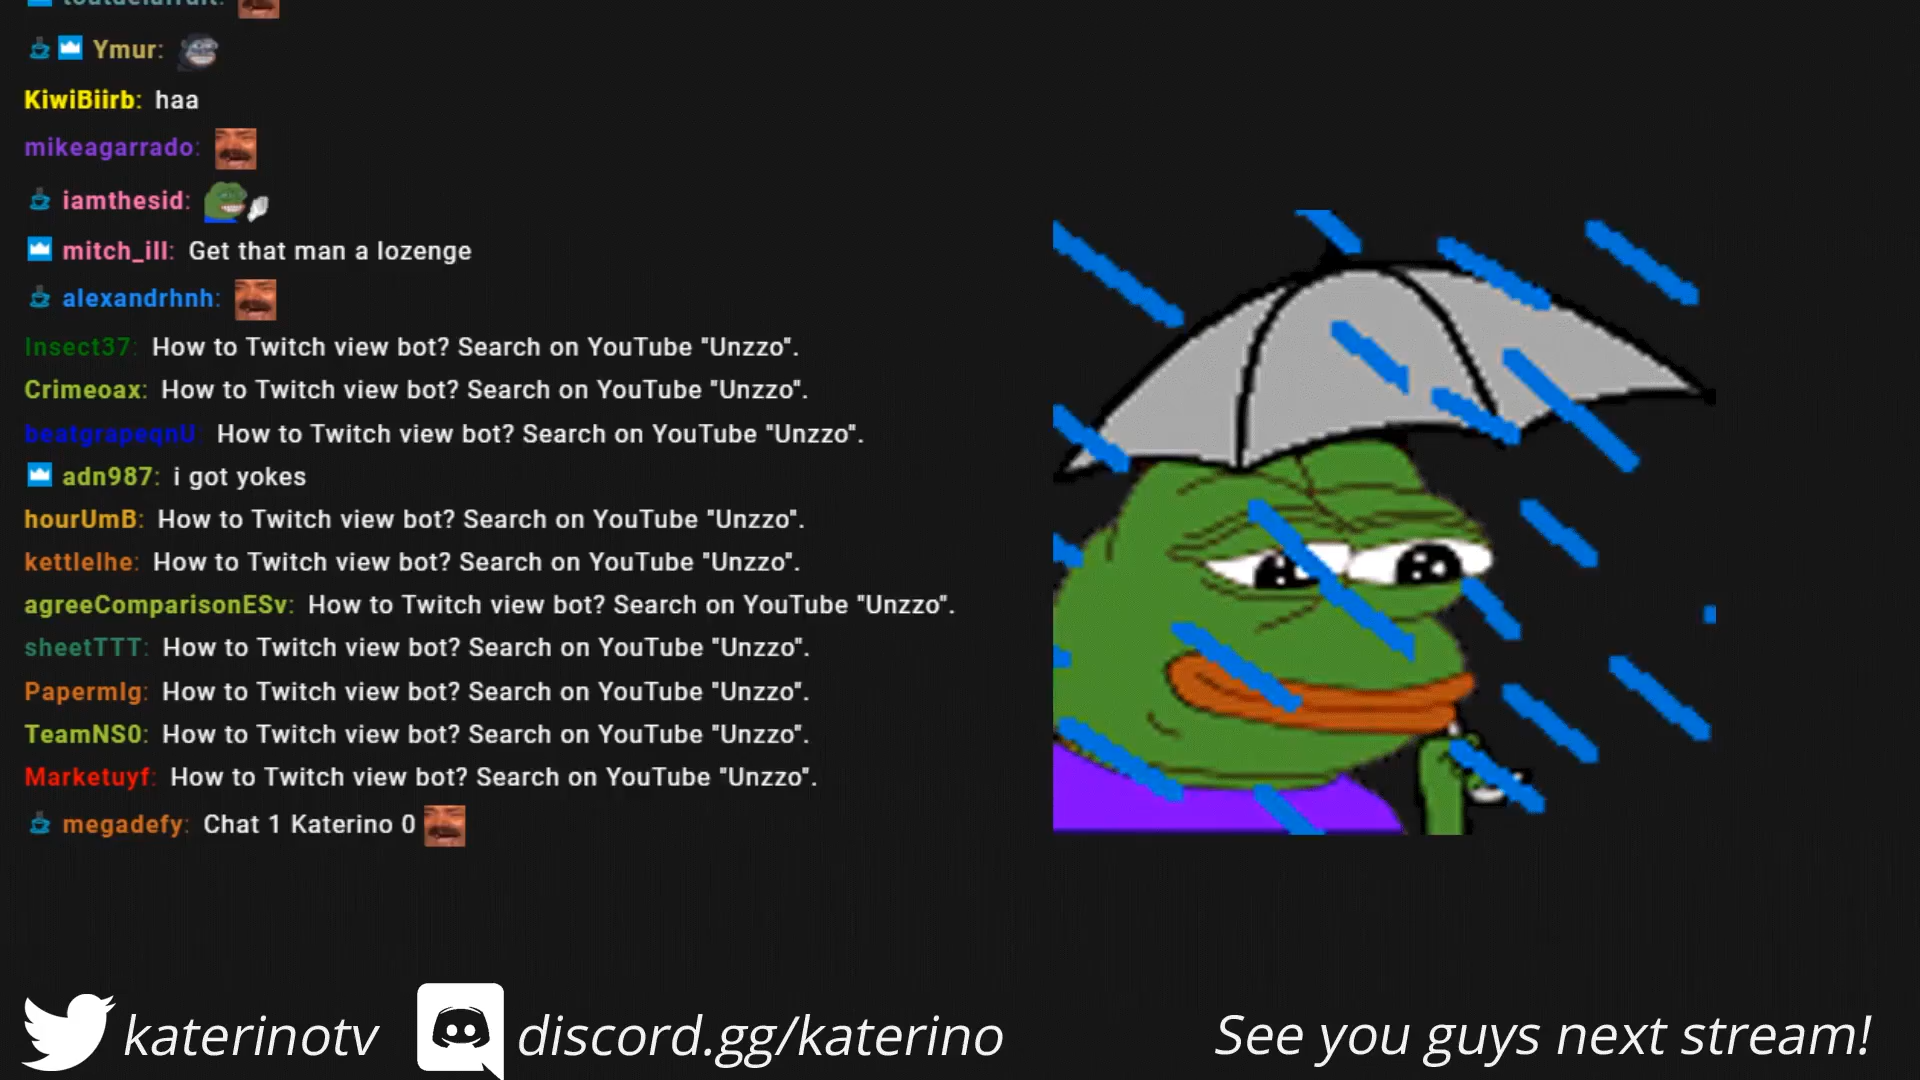 Ymur:
KiwiBiirb: haa
mikeagarrado:
iamthesid:
mitch_ill: Get that man a lozenge
alexandrhnh:
Insect37: How to Twitch view bot? Search on YouTube "Unzzo".
Crimeoax: How to Twitch view bot? Search on YouTube "Unzzo".
beatgrapeqnU: How to Twitch view bot? Search on YouTube "Unzzo".
adn987: i got yokes
hourUmB: How to Twitch view bot? Search on YouTube "Unzzo".
kettlelhe: How to Twitch view bot? Search on YouTube "Unzzo".
agreeComparisonESv: How to Twitch view bot? Search on YouTube "Unzzo".
sheetTTT: How to Twitch view bot? Search on YouTube "Unzzo".
Papermlg: How to Twitch view bot? Search on YouTube "Unzzo".
TeamNS0: How to Twitch view bot? Search on YouTube "Unzzo".
Marketuyf: How to Twitch view bot? Search on YouTube "Unzzo".
megadefy: Chat 1 Katerino 0
katerinotv discord.gg/katerino See you guys next stream!